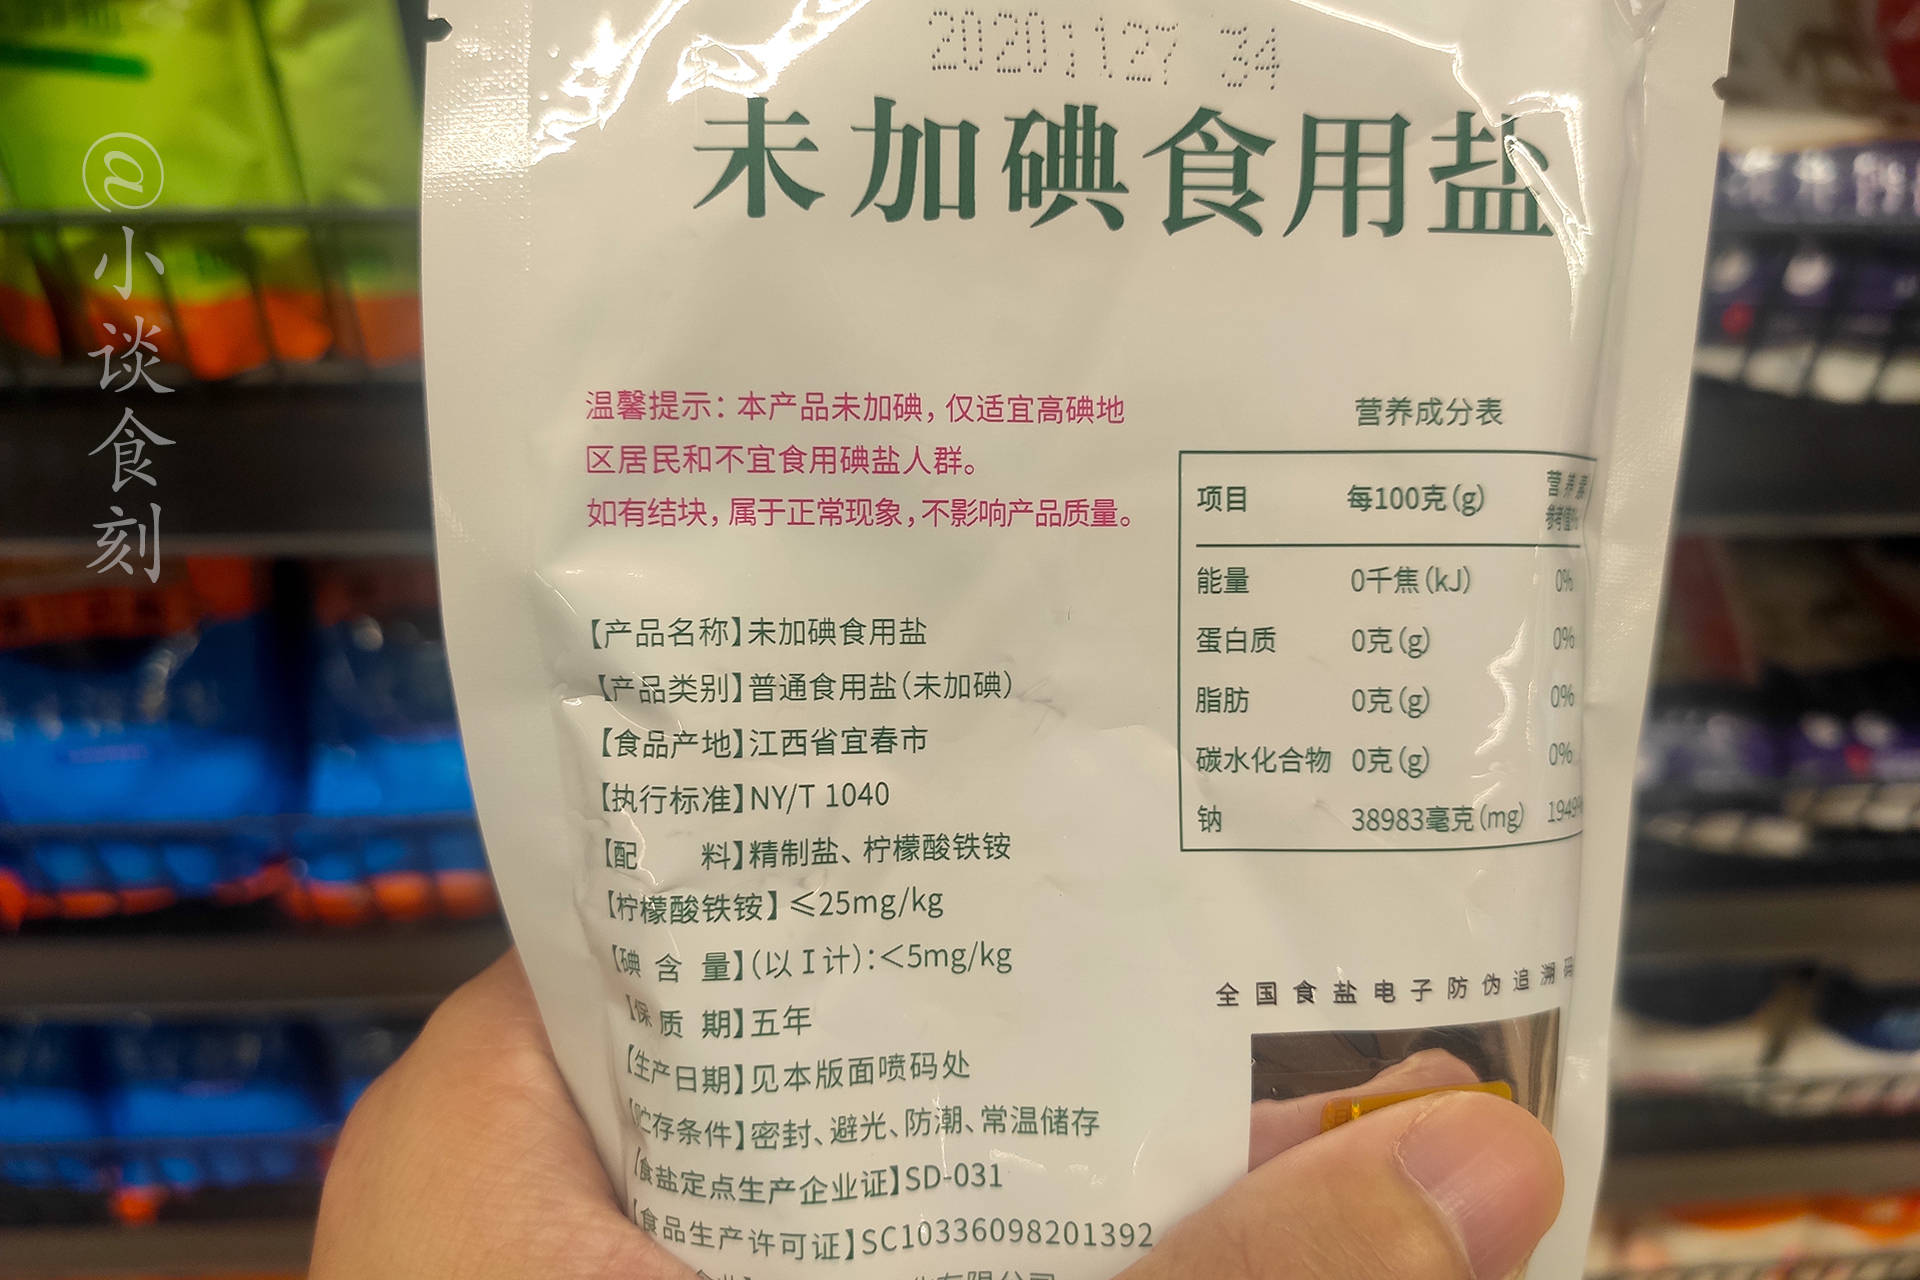 20201127 34
未加碘食用盐
温馨提示：本产品未加碘，仅适宜高碘地
区居民和不宜食用碘盐人群。
如有结块，属于正常现象，不影响产品质量。
【产品名称】未加碘食用盐
【产品类别】普通食用盐（未加碘）
【食品产地】江西省宜春市
【执行标准】NY/T 1040
【配 料】精制盐、柠檬酸铁铵
【柠檬酸铁铵】≤25mg/kg
【碘 含 量】（以 I 计）：＜5mg/kg
【保 质 期】五年
【生产日期】见本版面喷码处
【贮存条件】密封、避光、防潮、常温储存
【食盐定点生产企业证】SD-031
【食品生产许可证】SC10336098201392
营养成分表
项目 每100克(g) 营养素
参考值%
能量 0千焦(kJ) 0%
蛋白质 0克(g) 0%
脂肪 0克(g) 0%
碳水化合物 0克(g) 0%
钠 38983毫克(mg) 1949%
全国食盐电子防伪追溯码
小谈食刻